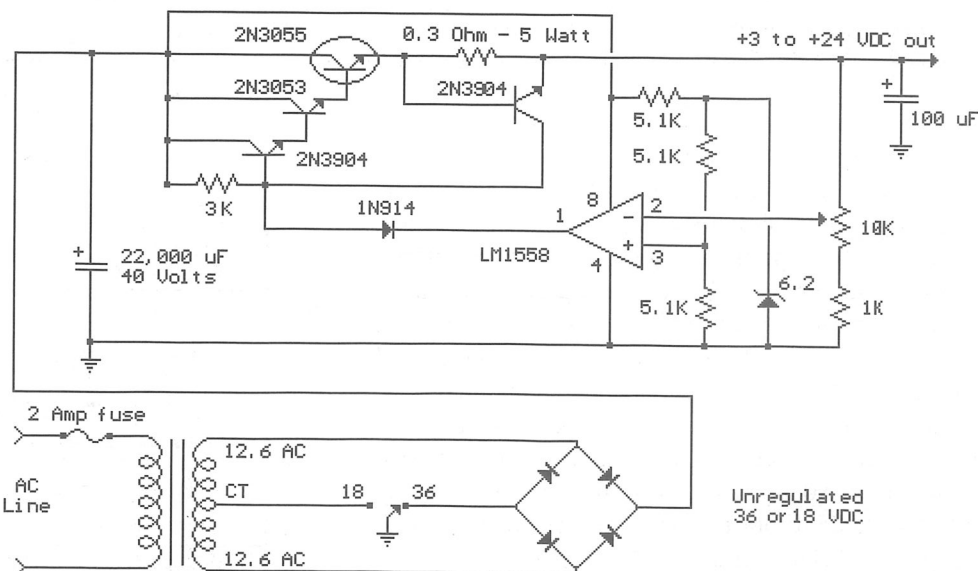 2N3055
0.3 Ohm - 5 Watt
+3 to +24 VDC out
2N3053
2N3904
5.1K
+
100 uF
2N3904
5.1K
3K
1N914
8
1
-
2
10K
+
22,000 uF
40 Volts
LM1558
+
4
3
6.2
5.1K
1K
2 Amp fuse
12.6 AC
AC
Line
CT
18
36
Unregulated
36 or 18 VDC
12.6 AC